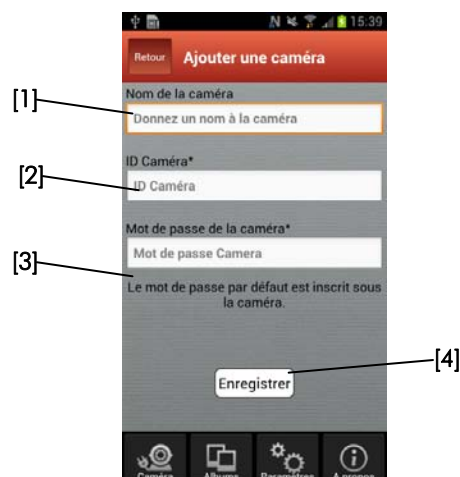 15:39
Retour Ajouter une caméra
Nom de la caméra
[1]
Donnez un nom à la caméra
ID Caméra*
[2]
ID Caméra
Mot de passe de la caméra*
Mot de passe Camera
[3]
Le mot de passe par défaut est inscrit sous
la caméra.
[4]
Enregistrer
Caméra Albums Paramètres A propos